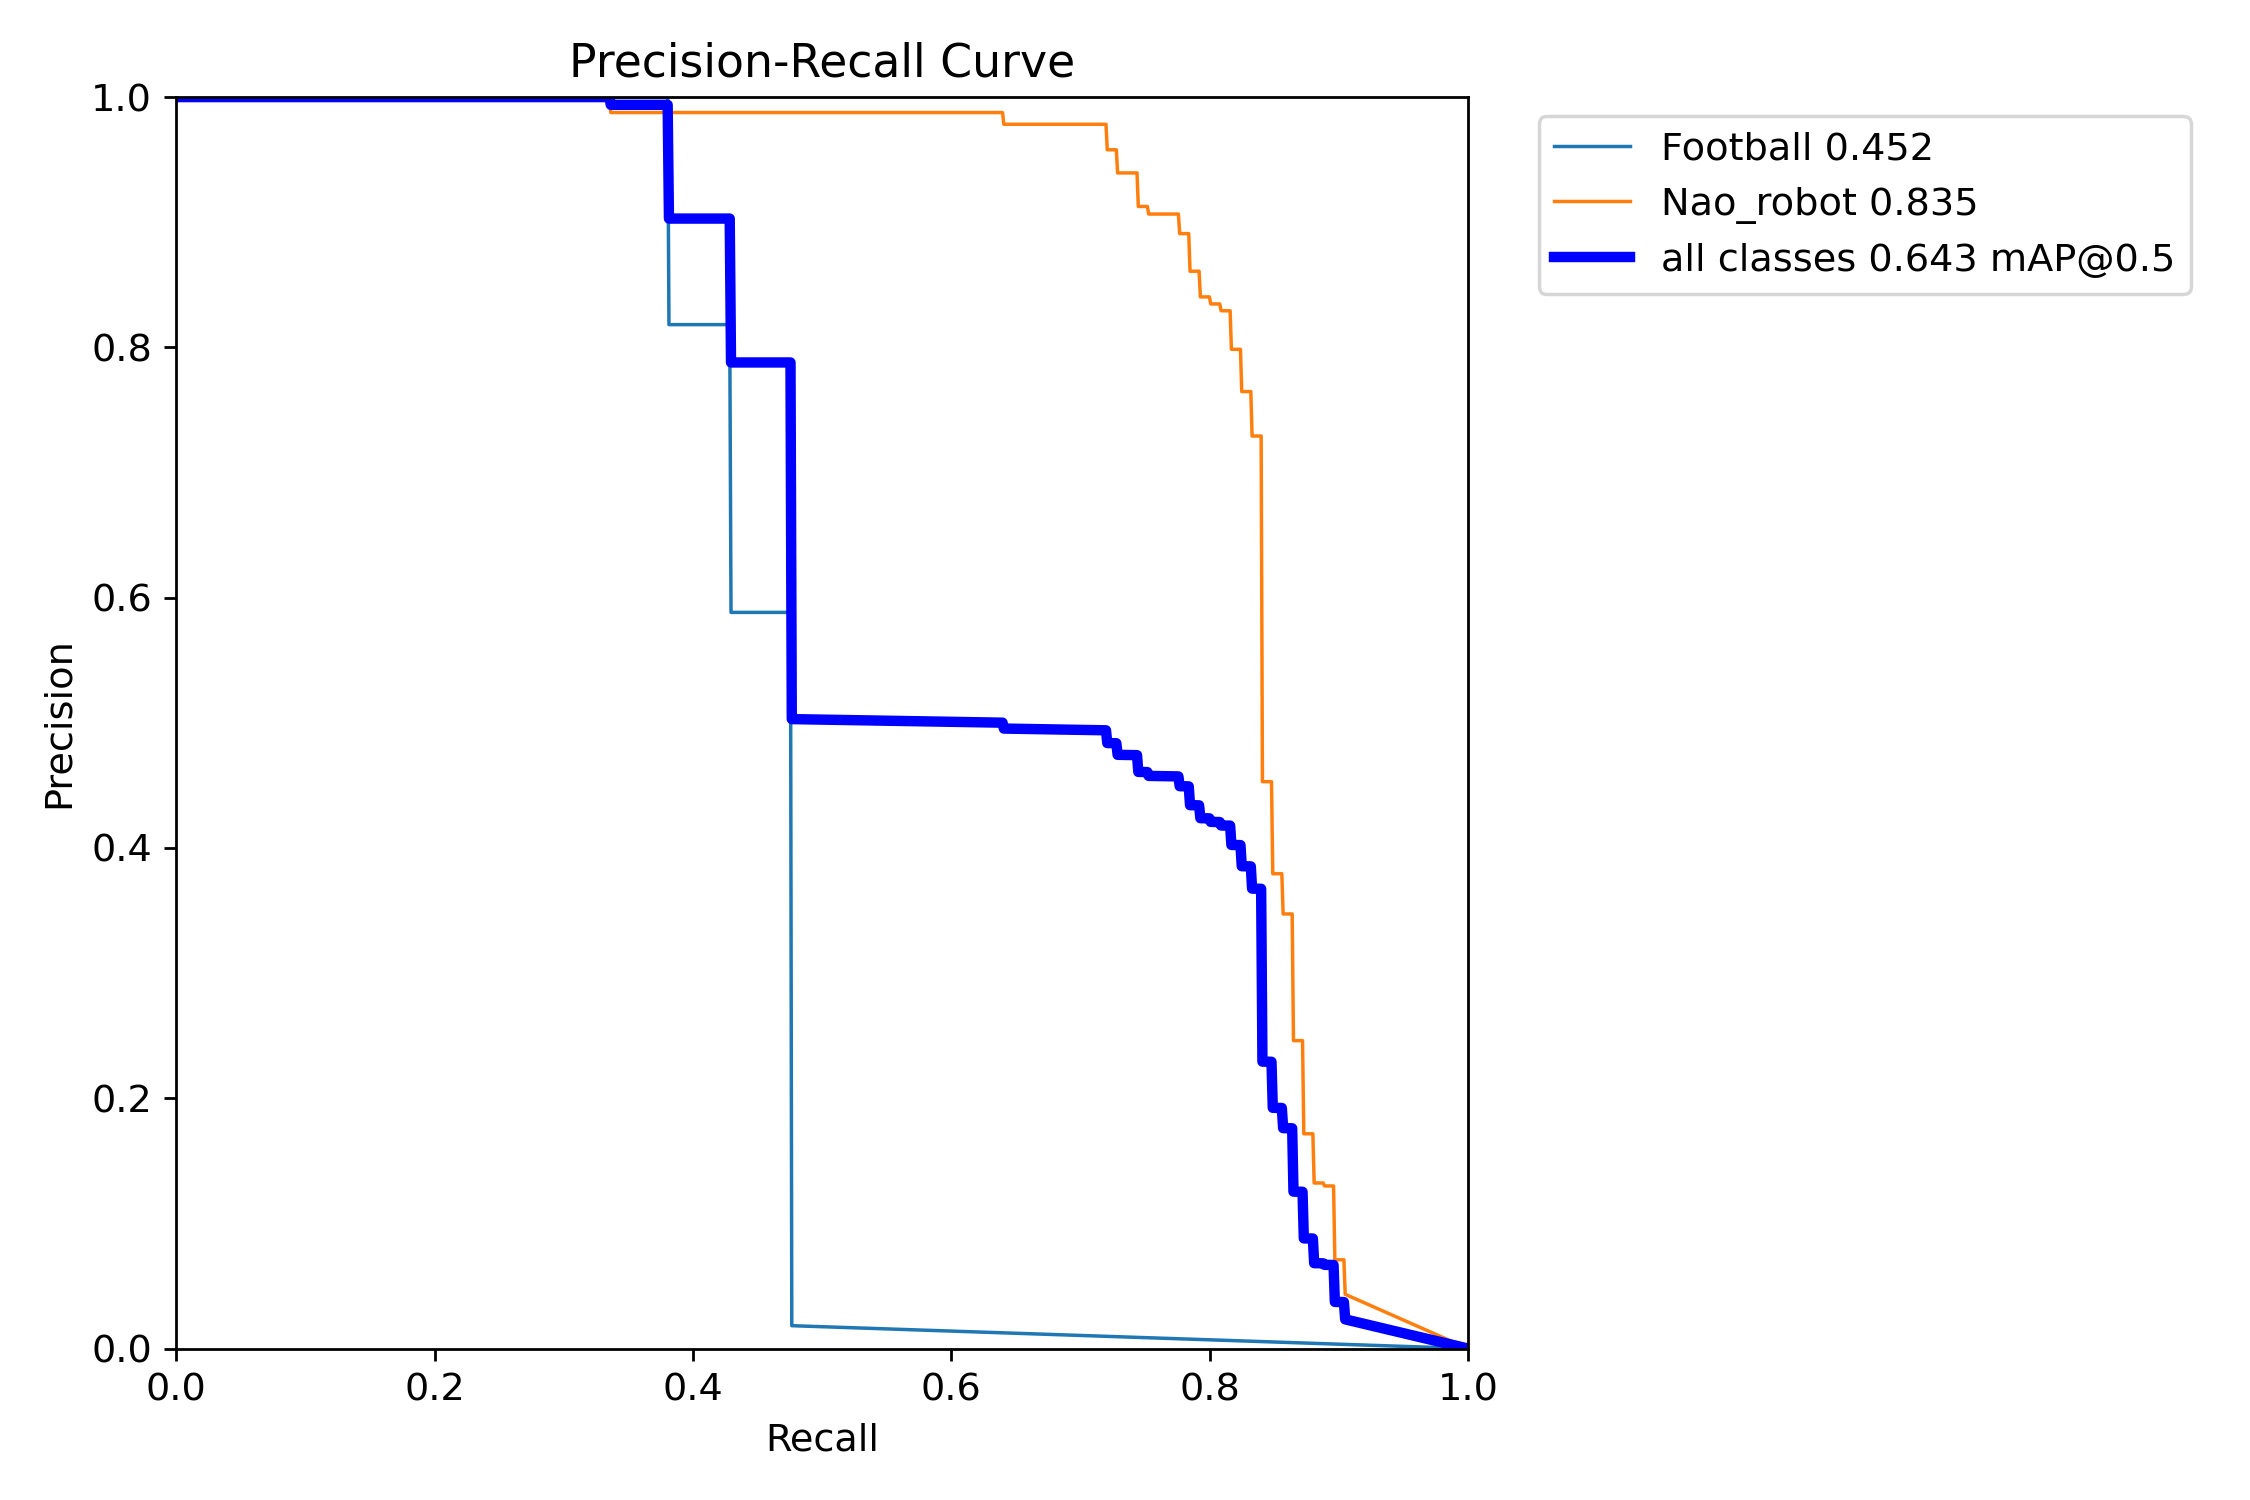 Precision-Recall Curve
1.0
0.8
0.6
0.4
0.2
0.0
Precision
0.0 0.2 0.4 0.6 0.8 1.0
Recall
Football 0.452
Nao_robot 0.835
all classes 0.643 mAP@0.5